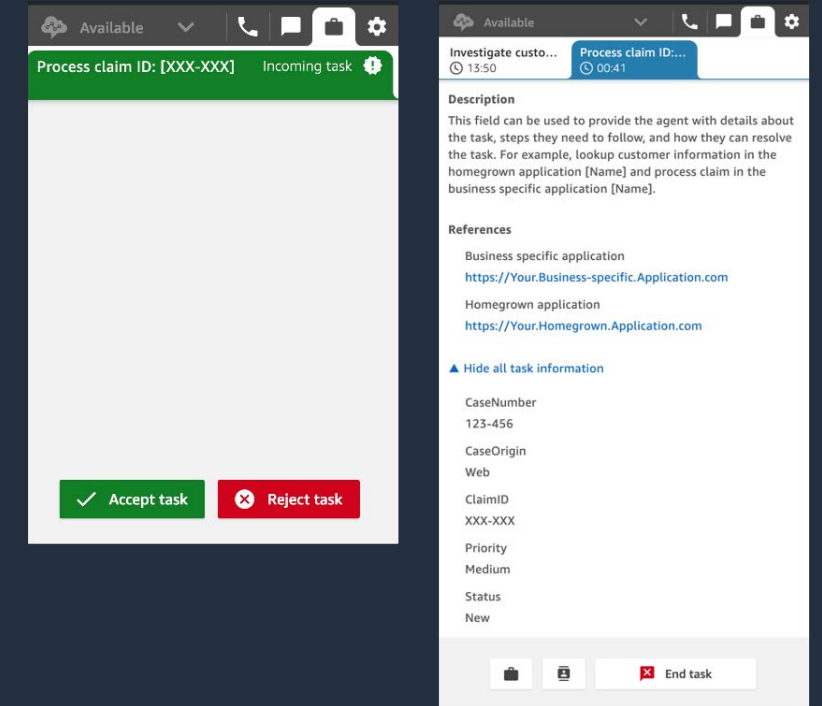 Available
Process claim ID: [XXX-XXX] Incoming task
Accept task
Reject task
Available
Investigate custo...
13:50
Process claim ID:...
00:41
Description
This field can be used to provide the agent with details about
the task, steps they need to follow, and how they can resolve
the task. For example, lookup customer information in the
homegrown application [Name] and process claim in the
business specific application [Name].
References
Business specific application
https://Your.Business-specific.Application.com
Homegrown application
https://Your.Homegrown.Application.com
Hide all task information
CaseNumber
123-456
CaseOrigin
Web
ClaimID
XXX-XXX
Priority
Medium
Status
New
End task